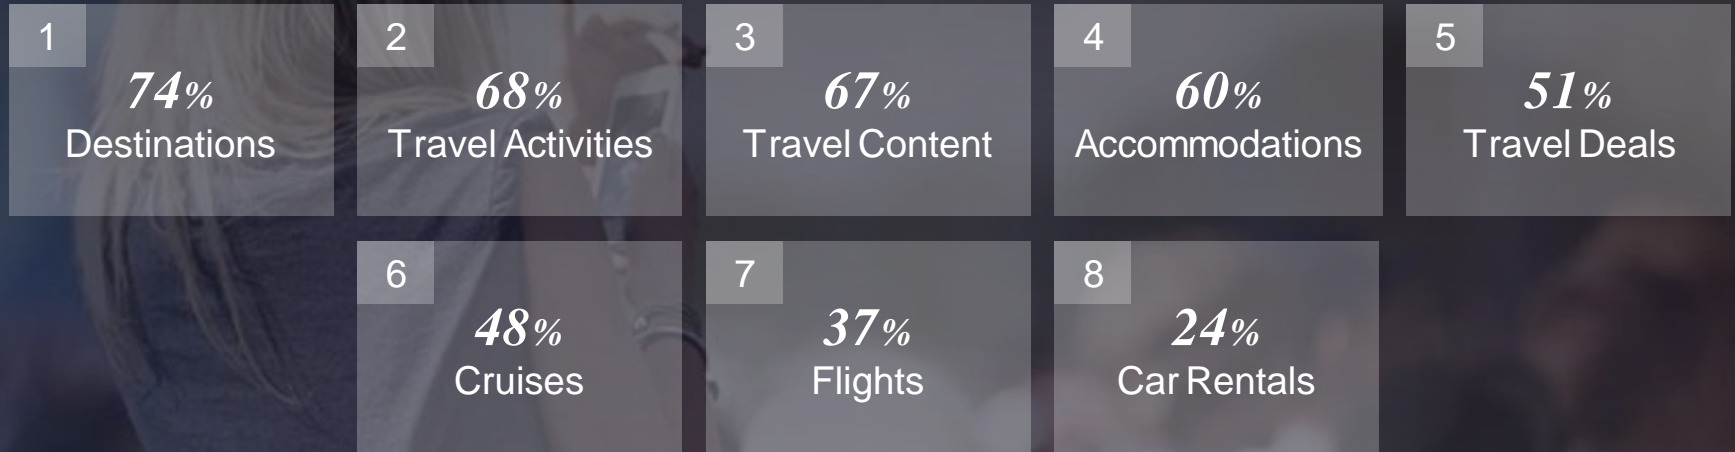 1
74%
Destinations
2
68%
Travel Activities
3
67%
Travel Content
4
60%
Accommodations
5
51%
Travel Deals
6
48%
Cruises
7
37%
Flights
8
24%
Car Rentals